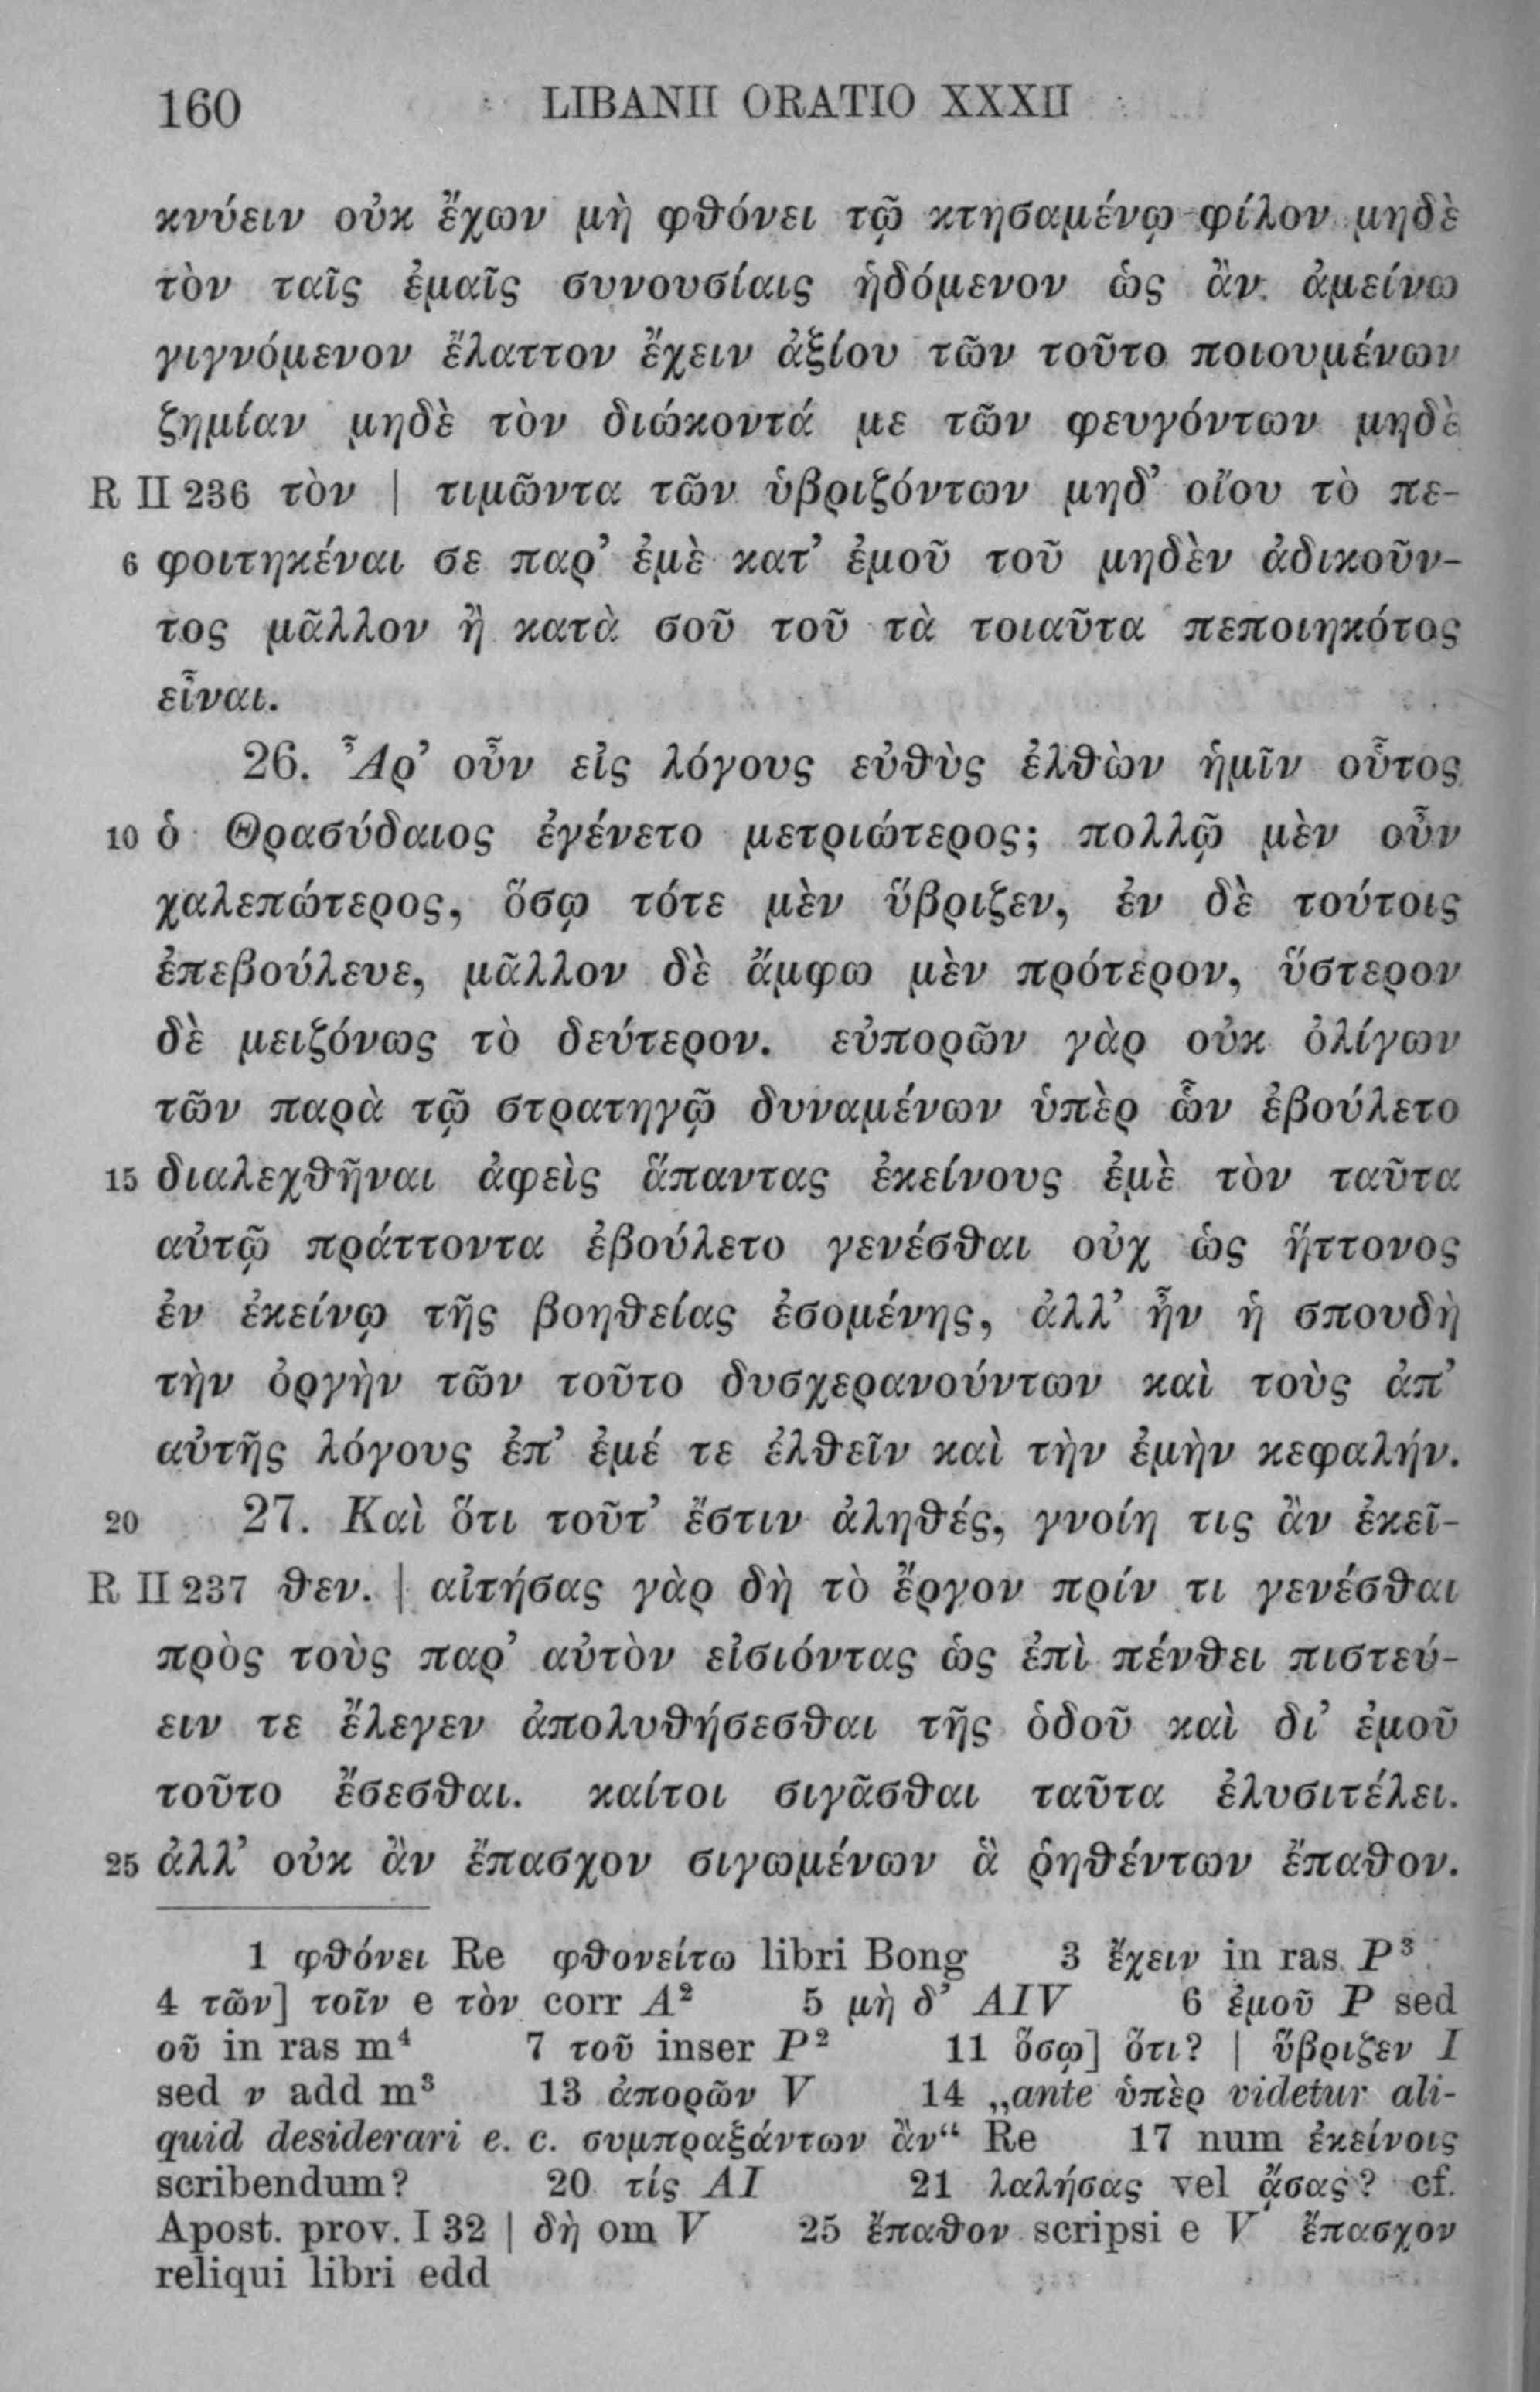 160 LIBANII ORATIO XXXII
κνύειν οὐκ ἔχων μὴ φθόνει τῷ κτησαμένῳ φίλον μηδὲ
τὸν ταῖς ἐμαῖς συνουσίαις ἡδόμενον ὡς ἂν ἀμείνω
γιγνόμενον ἔλαττον ἔχειν ἀξίου τῶν τοῦτο ποιουμένων
ζημίαν μηδὲ τὸν διώκοντά με τῶν φευγόντων μηδὲ
R II 236 τὸν | τιμῶντα τῶν ὑβριζόντων μηδ’ οἴου τὸ πε-
6 φοιτηκέναι σε παρ’ ἐμὲ κατ’ ἐμοῦ τοῦ μηδὲν ἀδικοῦν-
τος μᾶλλον ἢ κατὰ σοῦ τοῦ τὰ τοιαῦτα πεποιηκότος
εἶναι.
26. Ἆρ’ οὖν εἰς λόγους εὐθὺς ἐλθὼν ἡμῖν οὗτος
10 ὁ Θρασύδαιος ἐγένετο μετριώτερος; πολλῷ μὲν οὖν
χαλεπώτερος, ὅσῳ τότε μὲν ὕβριζεν, ἐν δὲ τούτοις
ἐπεβούλευε, μᾶλλον δὲ ἄμφω μὲν πρότερον, ὕστερον
δὲ μειζόνως τὸ δεύτερον. εὐπορῶν γὰρ οὐκ ὀλίγων
τῶν παρὰ τῷ στρατηγῷ δυναμένων ὑπὲρ ὧν ἐβούλετο
15 διαλεχθῆναι ἀφεὶς ἅπαντας ἐκείνους ἐμὲ τὸν ταῦτα
αὐτῷ πράττοντα ἐβούλετο γενέσθαι οὐχ ὡς ἥττονος
ἐν ἐκείνῳ τῆς βοηθείας ἐσομένης, ἀλλ’ ἦν ἡ σπουδὴ
τὴν ὀργὴν τῶν τοῦτο δυσχερανούντων καὶ τοὺς ἀπ’
αὐτῆς λόγους ἐπ’ ἐμέ τε ἐλθεῖν καὶ τὴν ἐμὴν κεφαλήν.
20 27. Καὶ ὅτι τοῦτ’ ἔστιν ἀληθές, γνοίη τις ἂν ἐκεῖ-
R II 237 θεν. | αἰτήσας γὰρ δὴ τὸ ἔργον πρίν τι γενέσθαι
πρὸς τοὺς παρ’ αὐτὸν εἰσιόντας ὡς ἐπὶ πένθει πιστεύ-
ειν τε ἔλεγεν ἀπολυθήσεσθαι τῆς ὁδοῦ καὶ δι’ ἐμοῦ
τοῦτο ἔσεσθαι. καίτοι σιγᾶσθαι ταῦτα ἐλυσιτέλει.
25 ἀλλ’ οὐκ ἂν ἔπασχον σιγωμένων ἃ ῥηθέντων ἔπαθον.
1 φθόνει Re φθονείτω libri Bong 3 ἔχειν in ras P³
4 τῶν] τοῖν e τὸν corr A² 5 μὴ δ’ AIV 6 ἐμοῦ P sed
οῦ in ras m⁴ 7 τοῦ inser P² 11 ὅσῳ] ὅτι? | ὕβριζεν I
sed ν add m³ 13 ἀπορῶν V 14 „ante ὑπὲρ videtur ali-
quid desiderari e. c. συμπραξάντων ἂν“ Re 17 num ἐκείνοις
scribendum? 20 τίς AI 21 λαλήσας vel ᾄσας? cf.
Apost. prov. I 32 | δὴ om V 25 ἔπαθον scripsi e V ἔπασχον
reliqui libri edd